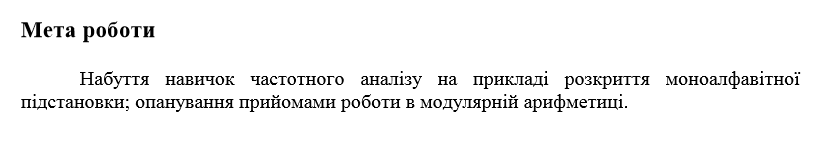 Мета роботи
Набуття навичок частотного аналізу на прикладі розкриття моноалфавітної
підстановки; опанування прийомами роботи в модулярній арифметиці.